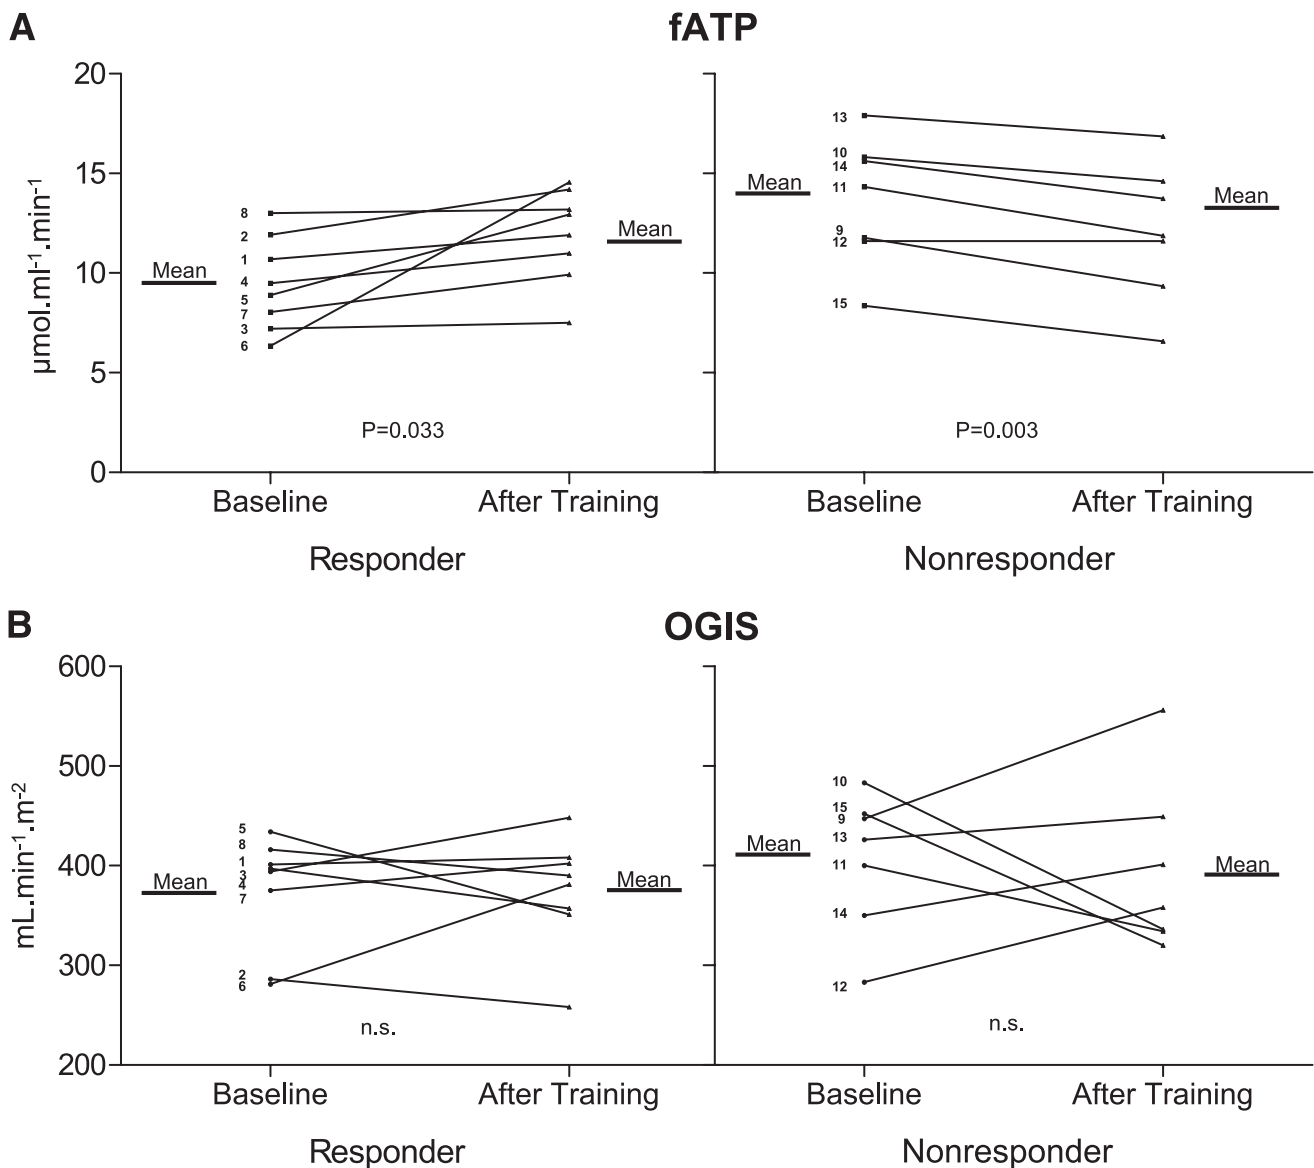 A
fATP
20
15
10
5
0
µmol.ml⁻¹.min⁻¹
Mean
8
2
1
4
5
7
3
6
Mean
P=0.033
Baseline
After Training
Responder
Mean
13
10
14
11
9
12
15
Mean
P=0.003
Baseline
After Training
Nonresponder
B
OGIS
600
500
400
300
200
mL.min⁻¹.m⁻²
Mean
5
8
1
3
4
7
2
6
Mean
n.s.
Baseline
After Training
Responder
Mean
10
15
9
13
11
14
12
Mean
n.s.
Baseline
After Training
Nonresponder